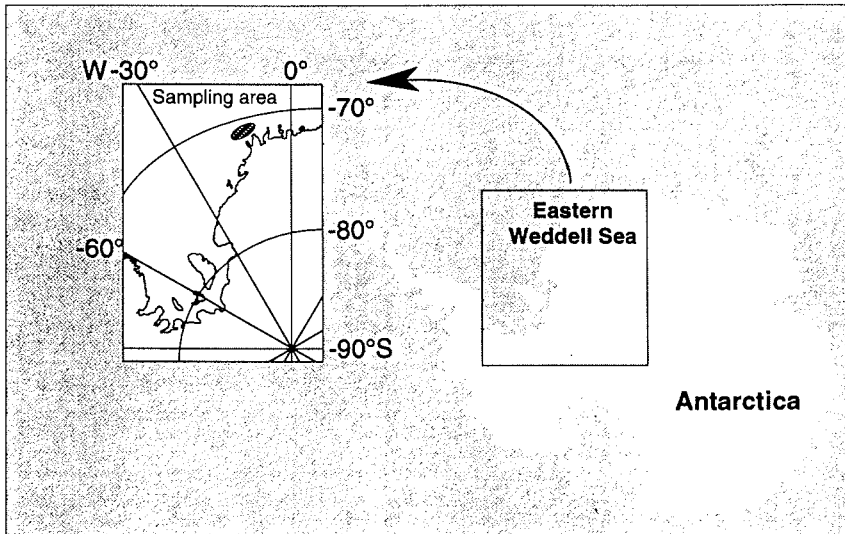 W -30° 0°
Sampling area
-70°
-80°
-60°
-90°S
Eastern
Weddell Sea
Antarctica